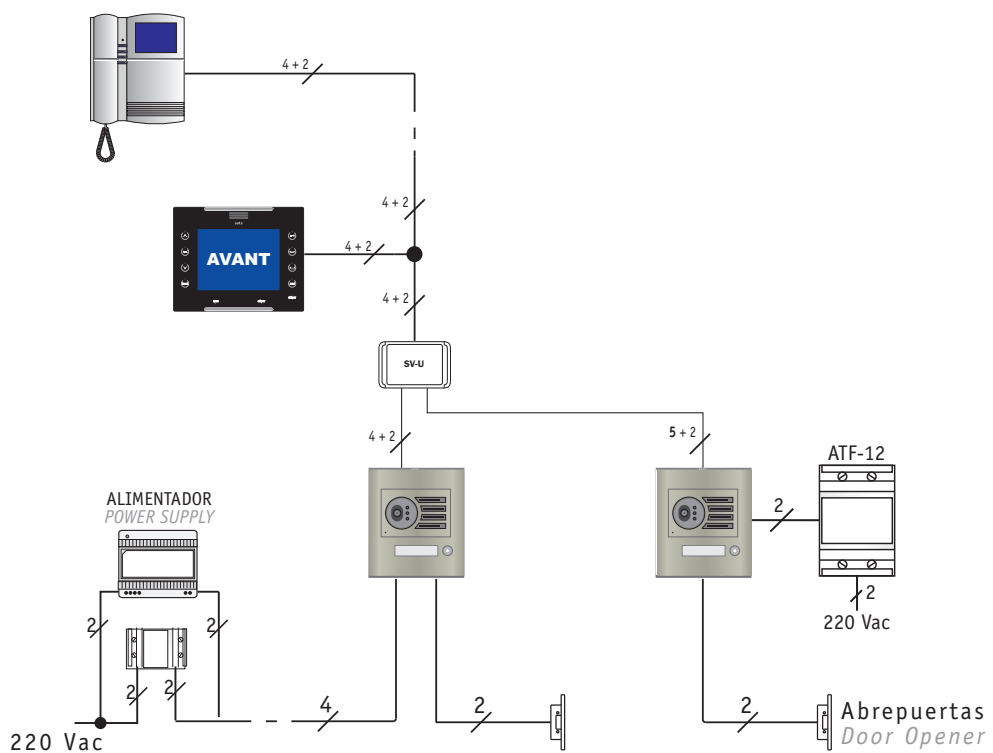 4 + 2
4 + 2
AVANT
4 + 2
4 + 2
SV-U
4 + 2
5 + 2
ATF-12
ALIMENTADOR
POWER SUPPLY
2
2
220 Vac
2
2
2
2
4
2
2
Abrepuertas
Door Opener
220 Vac